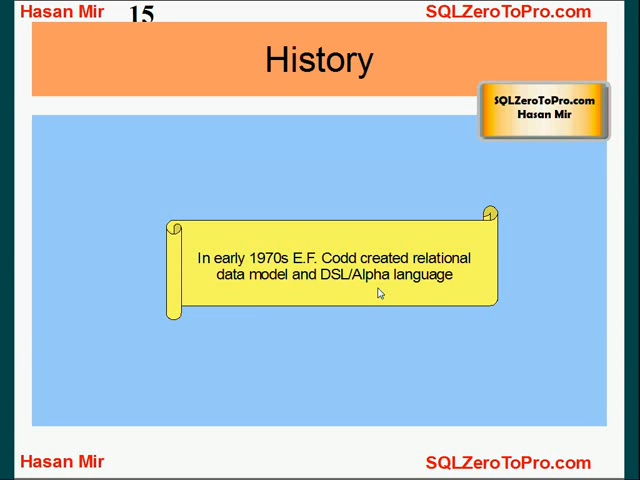 Hasan Mir 15 SQLZeroToPro.com
History
SQLZeroToPro.com
Hasan Mir
In early 1970s E.F. Codd created relational
data model and DSL/Alpha language
Hasan Mir SQLZeroToPro.com